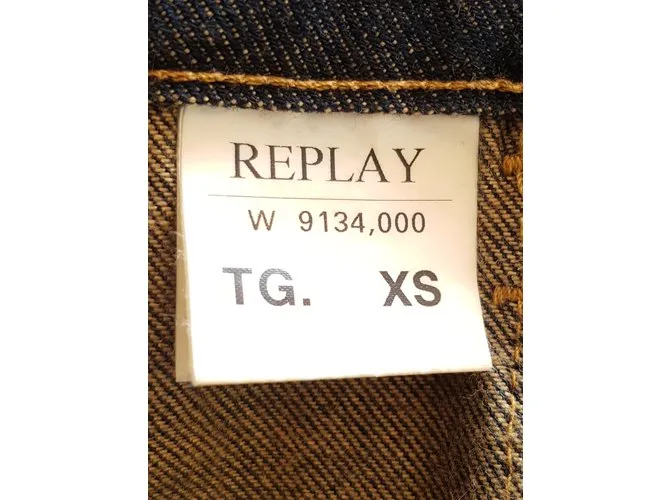 REPLAY
W 9134,000
TG. XS